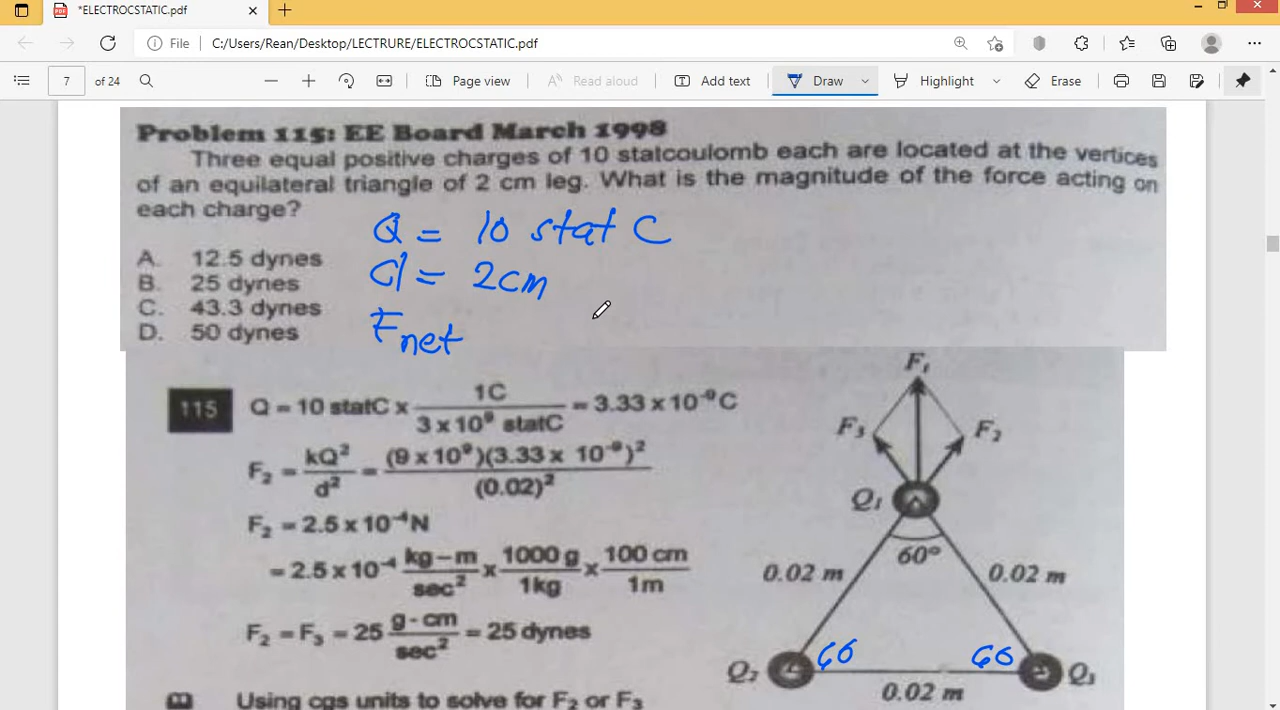 *ELECTROCSTATIC.pdf
File C:/Users/Rean/Desktop/LECTRURE/ELECTROCSTATIC.pdf
7 of 24 Page view Read aloud Add text Draw Highlight Erase
Problem 115: EE Board March 1998
Three equal positive charges of 10 statcoulomb each are located at the vertices
of an equilateral triangle of 2 cm leg. What is the magnitude of the force acting on
each charge?
Q = 10 stat C
A. 12.5 dynes
d = 2cm
B. 25 dynes
C. 43.3 dynes
D. 50 dynes
Fnet
115 Q = 10 statC x 1C / 3 x 10⁹ statC = 3.33 x 10⁻⁹ C
F₂ = kQ² / d² = (9 x 10⁹)(3.33 x 10⁻⁹)² / (0.02)²
F₂ = 2.5 x 10⁻⁴ N
= 2.5 x 10⁻⁴ kg-m / sec² x 1000 g / 1kg x 100 cm / 1m
F₂ = F₃ = 25 g-cm / sec² = 25 dynes
Using cgs units to solve for F₂ or F₃
F₁
F₃ F₂
Q₁
60°
0.02 m 0.02 m
60 60
Q₂ Q₃
0.02 m